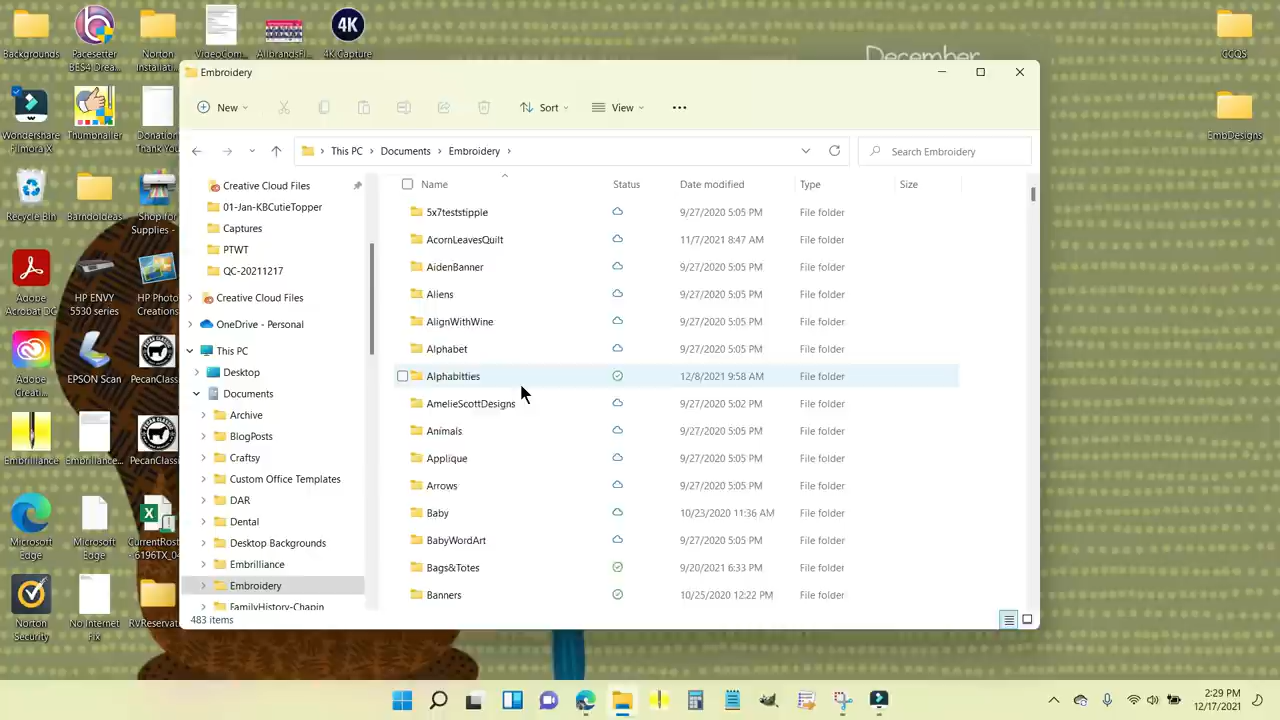 Backgrounds
Pacesetter
BES4 Drea...
Norton
Installati...
VideoCom...
AllbrandsFl...
4K
4K Capture
December
CCQS
Wondershare
Filmora X
Thumbnailer
Donation
Thank You
EmbDesigns
Recycle Bin
BarndoIdeas
Shop for
Supplies -
Adobe
Acrobat DC
HP ENVY
5530 series
HP Photo
Creations
Adobe
Creati...
EPSON Scan
PecanClassi
Embrilliance
Embrilliance...
PecanClassi
Microsoft
Edge
Microsoft
Edge
CurrentRost
- 6196TX_04
Norton
Security
No Internet
Fix
RVReservat
Embroidery
New
Sort
View
This PC
Documents
Embroidery
Search Embroidery
Creative Cloud Files
01-Jan-KBCutieTopper
Captures
PTWT
QC-20211217
Creative Cloud Files
OneDrive - Personal
This PC
Desktop
Documents
Archive
BlogPosts
Craftsy
Custom Office Templates
DAR
Dental
Desktop Backgrounds
Embrilliance
Embroidery
FamilyHistory-Chapin
Name Status Date modified Type Size
5x7teststipple 9/27/2020 5:05 PM File folder
AcornLeavesQuilt 11/7/2021 8:47 AM File folder
AidenBanner 9/27/2020 5:05 PM File folder
Aliens 9/27/2020 5:05 PM File folder
AlignWithWine 9/27/2020 5:05 PM File folder
Alphabet 9/27/2020 5:05 PM File folder
Alphabitties 12/8/2021 9:58 AM File folder
AmelieScottDesigns 9/27/2020 5:02 PM File folder
Animals 9/27/2020 5:05 PM File folder
Applique 9/27/2020 5:05 PM File folder
Arrows 9/27/2020 5:05 PM File folder
Baby 10/23/2020 11:36 AM File folder
BabyWordArt 9/27/2020 5:05 PM File folder
Bags&Totes 9/20/2021 6:33 PM File folder
Banners 10/25/2020 12:22 PM File folder
483 items
2:29 PM
12/17/2021